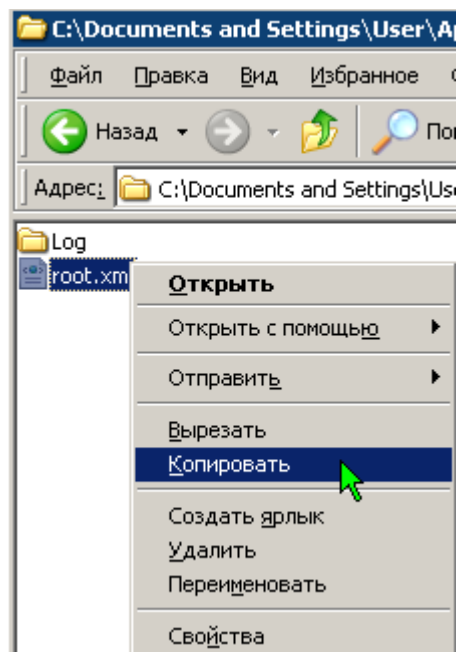 C:\Documents and Settings\User\A
Файл Правка Вид Избранное
Назад
Адрес: C:\Documents and Settings\Us
Log
root.xm
Открыть
Открыть с помощью
Отправить
Вырезать
Копировать
Создать ярлык
Удалить
Переименовать
Свойства